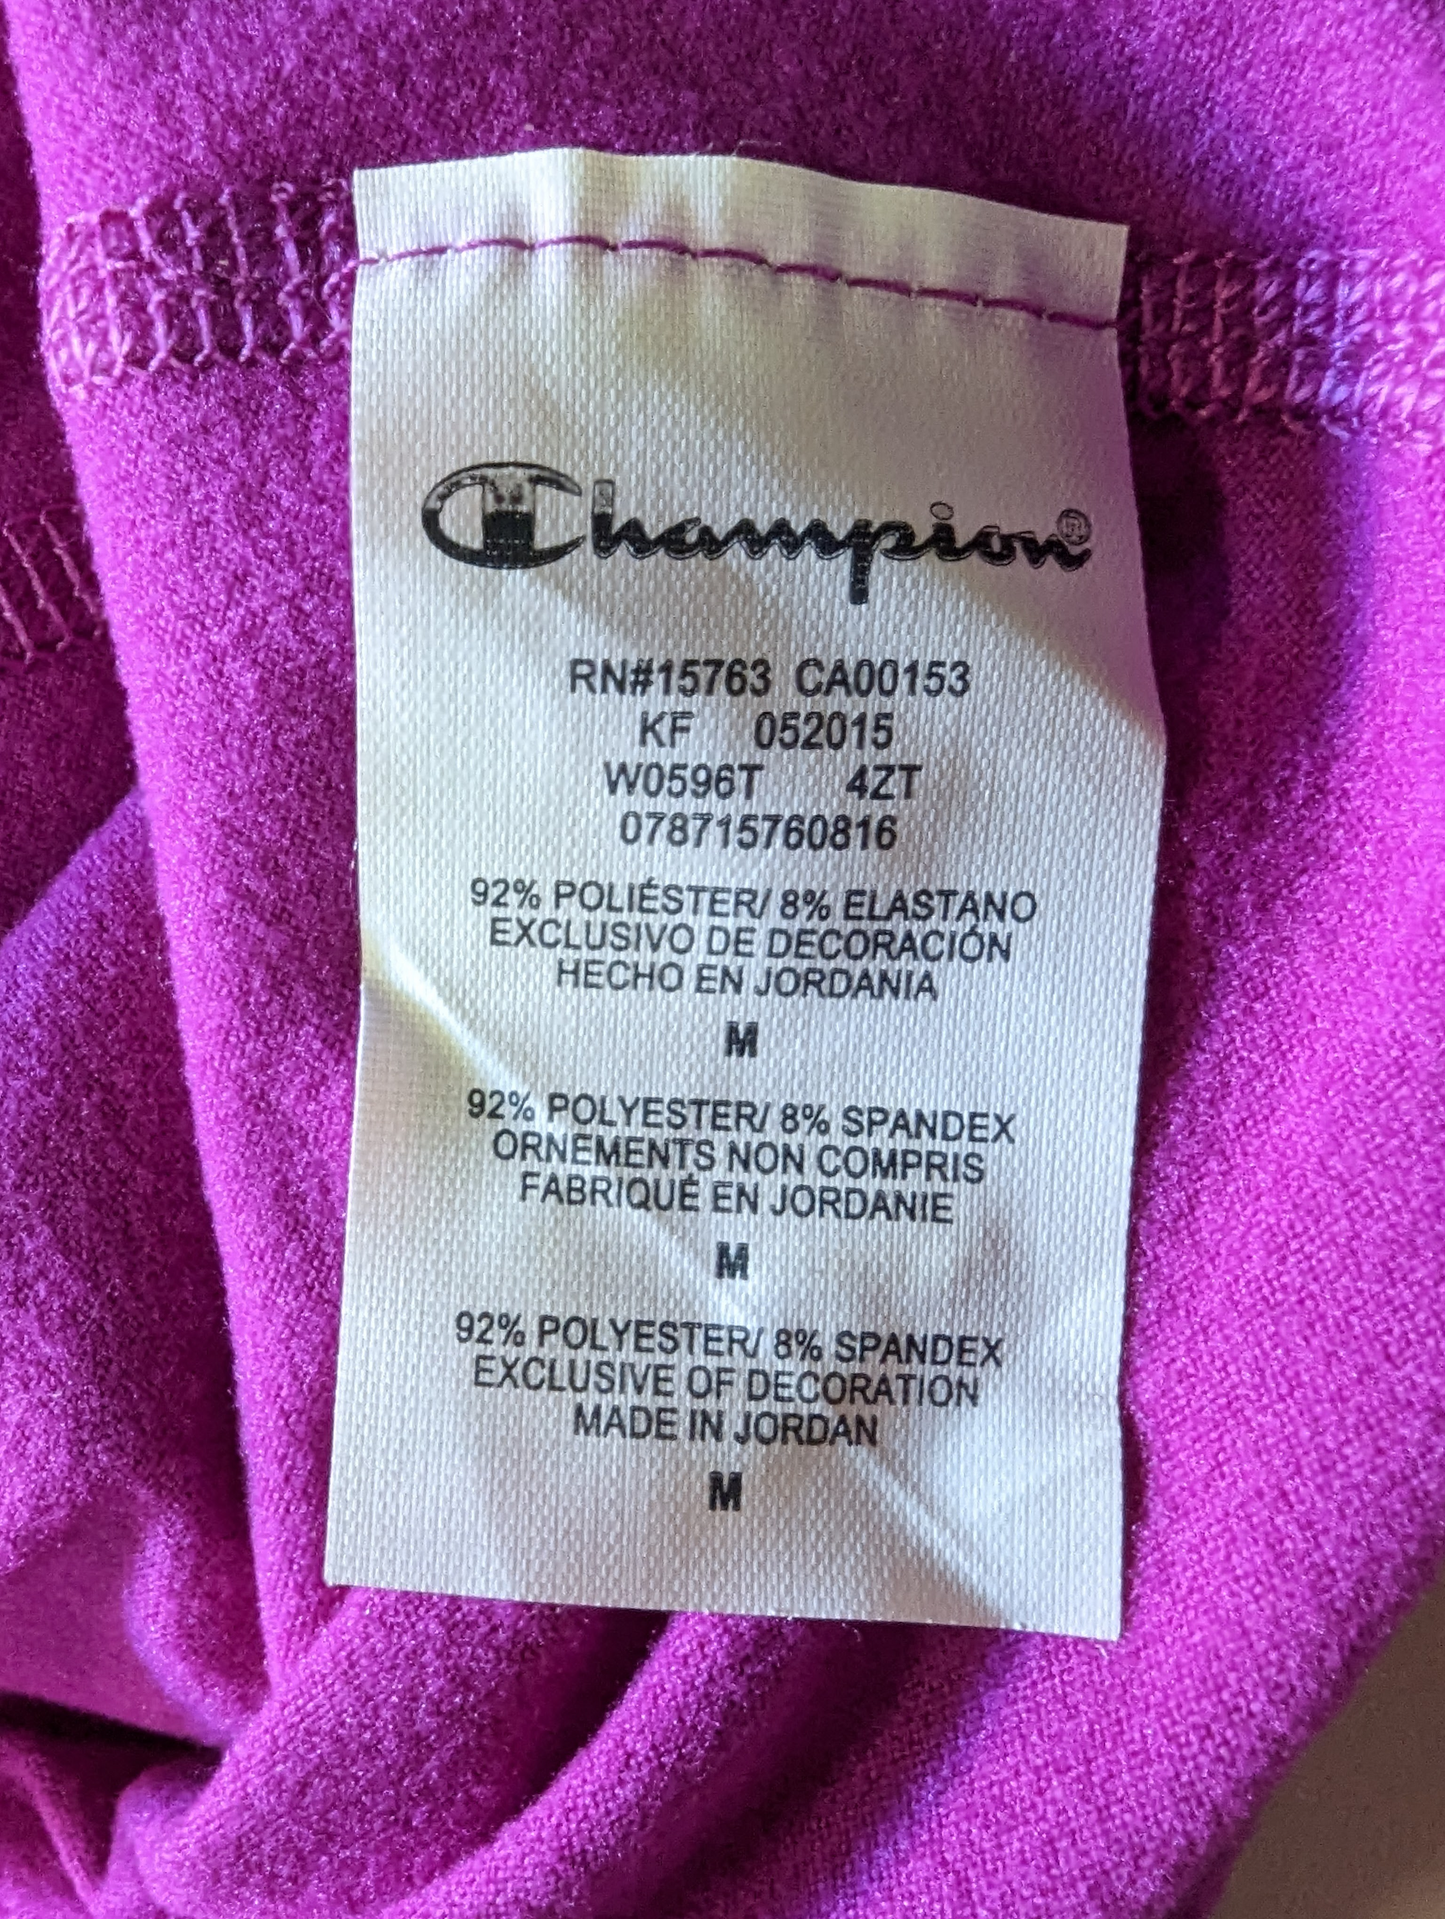 Champion®
RN#15763 CA00153
KF 052015
W0596T 4ZT
078715760816
92% POLIÉSTER/ 8% ELASTANO
EXCLUSIVO DE DECORACIÓN
HECHO EN JORDANIA
M
92% POLYESTER/ 8% SPANDEX
ORNEMENTS NON COMPRIS
FABRIQUÉ EN JORDANIE
M
92% POLYESTER/ 8% SPANDEX
EXCLUSIVE OF DECORATION
MADE IN JORDAN
M